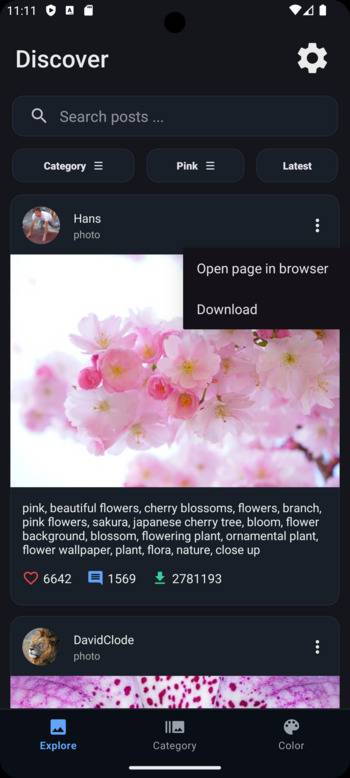 11:11
Discover
Search posts ...
Category
Pink
Latest
Hans
photo
Open page in browser
Download
pink, beautiful flowers, cherry blossoms, flowers, branch,
pink flowers, sakura, japanese cherry tree, bloom, flower
background, blossom, flowering plant, ornamental plant,
flower wallpaper, plant, flora, nature, close up
6642
1569
2781193
DavidClode
photo
Explore
Category
Color